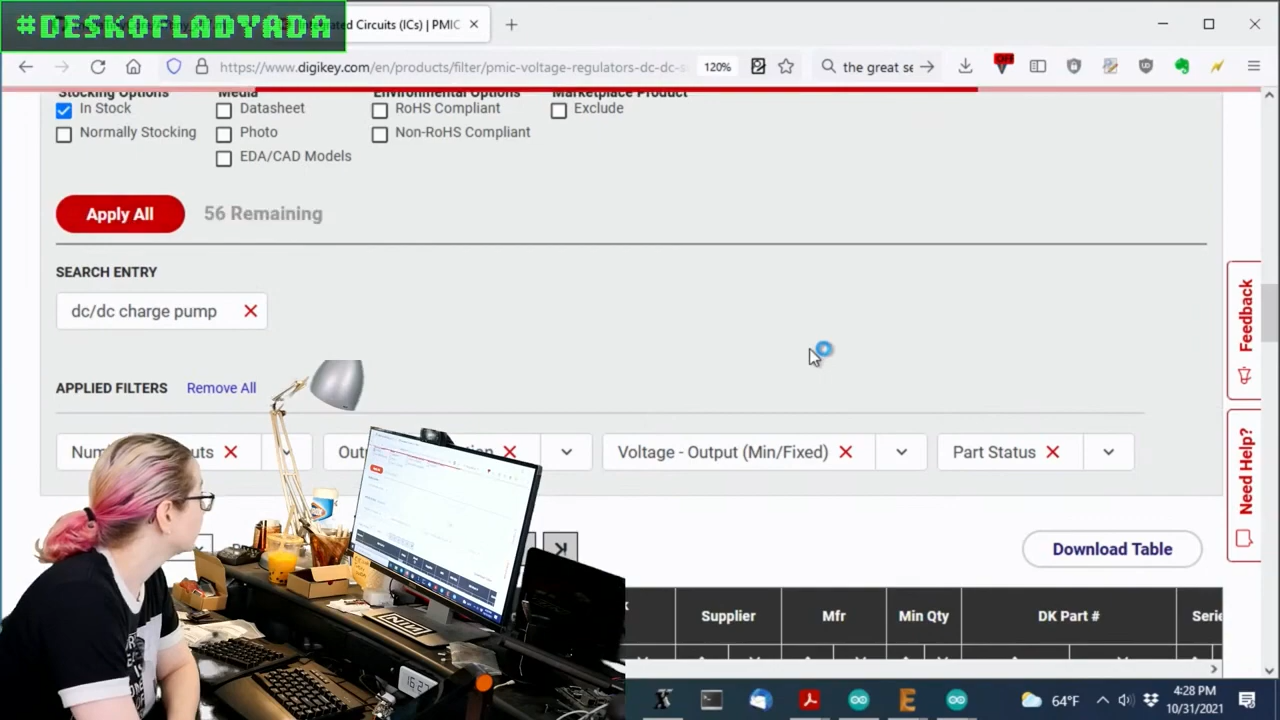 #DESKOFLADYADA
Circuits (ICs) | PMIC
https://www.digikey.com/en/products/filter/pmic-voltage-regulators-dc-dc-s
120%
the great se
OFF
Stocking Options
Media
Environmental Options
Marketplace Product
In Stock
Datasheet
RoHS Compliant
Exclude
Normally Stocking
Photo
Non-RoHS Compliant
EDA/CAD Models
Apply All
56 Remaining
SEARCH ENTRY
dc/dc charge pump
APPLIED FILTERS
Remove All
Voltage - Output (Min/Fixed)
Part Status
Download Table
Supplier
Mfr
Min Qty
DK Part #
Serie
Feedback
Need Help?
64°F
4:28 PM
10/31/2021